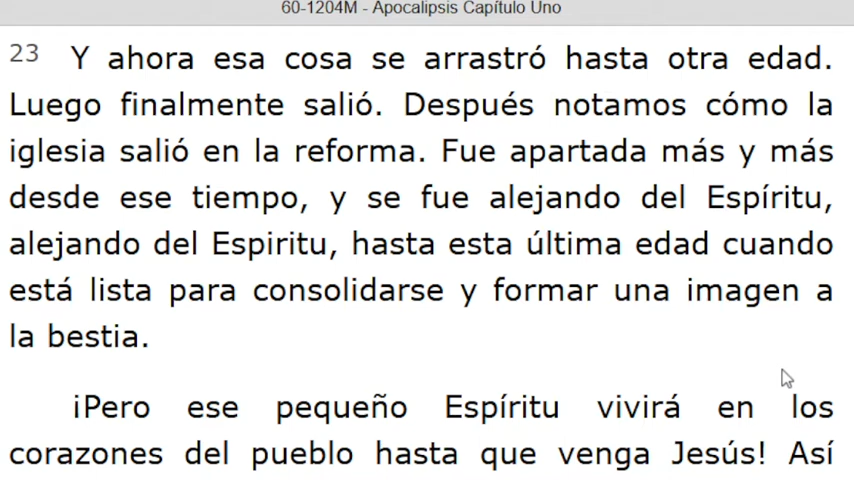 60-1204M - Apocalipsis Capítulo Uno
23 Y ahora esa cosa se arrastró hasta otra edad.
Luego finalmente salió. Después notamos cómo la
iglesia salió en la reforma. Fue apartada más y más
desde ese tiempo, y se fue alejando del Espíritu,
alejando del Espiritu, hasta esta última edad cuando
está lista para consolidarse y formar una imagen a
la bestia.
¡Pero ese pequeño Espíritu vivirá en los
corazones del pueblo hasta que venga Jesús! Así